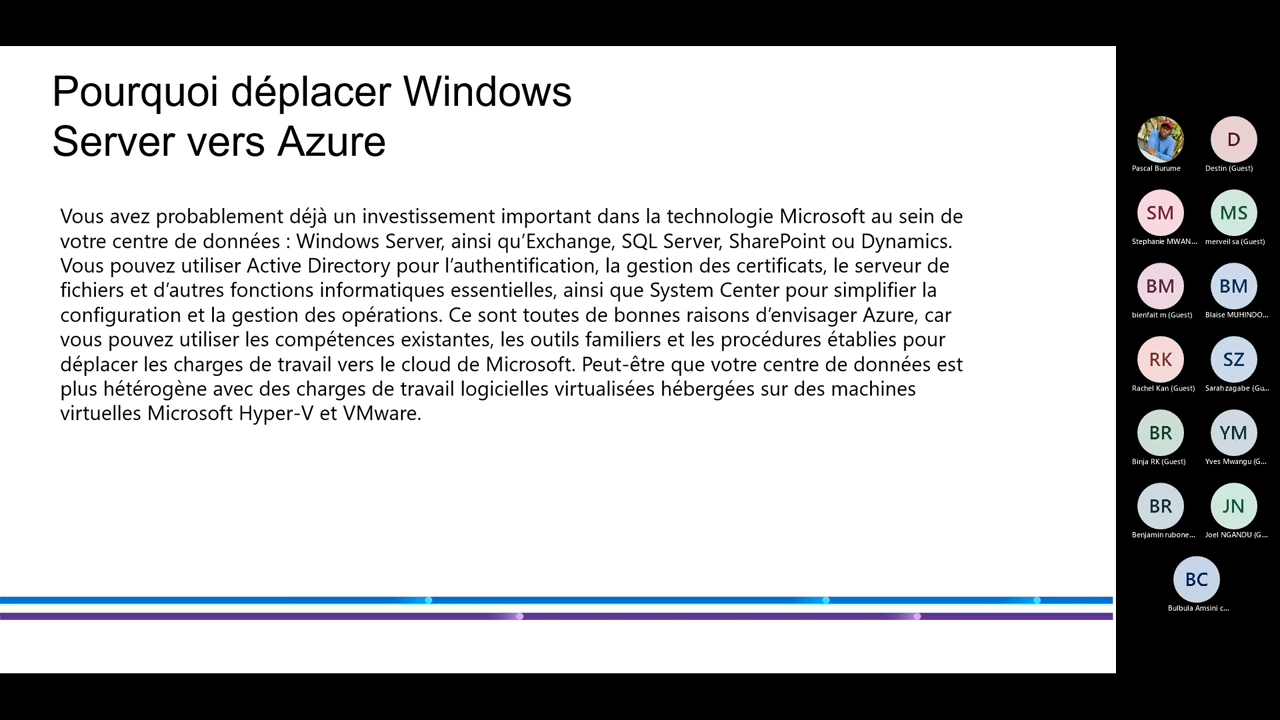 Pourquoi déplacer Windows
Server vers Azure
Vous avez probablement déjà un investissement important dans la technologie Microsoft au sein de
votre centre de données : Windows Server, ainsi qu’Exchange, SQL Server, SharePoint ou Dynamics.
Vous pouvez utiliser Active Directory pour l’authentification, la gestion des certificats, le serveur de
fichiers et d’autres fonctions informatiques essentielles, ainsi que System Center pour simplifier la
configuration et la gestion des opérations. Ce sont toutes de bonnes raisons d’envisager Azure, car
vous pouvez utiliser les compétences existantes, les outils familiers et les procédures établies pour
déplacer les charges de travail vers le cloud de Microsoft. Peut-être que votre centre de données est
plus hétérogène avec des charges de travail logicielles virtualisées hébergées sur des machines
virtuelles Microsoft Hyper-V et VMware.
D
Pascal Burume Destin (Guest)
SM MS
Stephanie MWAN... merveil sa (Guest)
BM BM
bienfait m (Guest) Blaise MUHINDO...
RK SZ
Rachel Kan (Guest) Sarah zagabe (Gu...
BR YM
Binja RK (Guest) Yves Mwangu (G...
BR JN
Benjamin rubone... Joel NGANDU (G...
BC
Bulbula Amsini c...